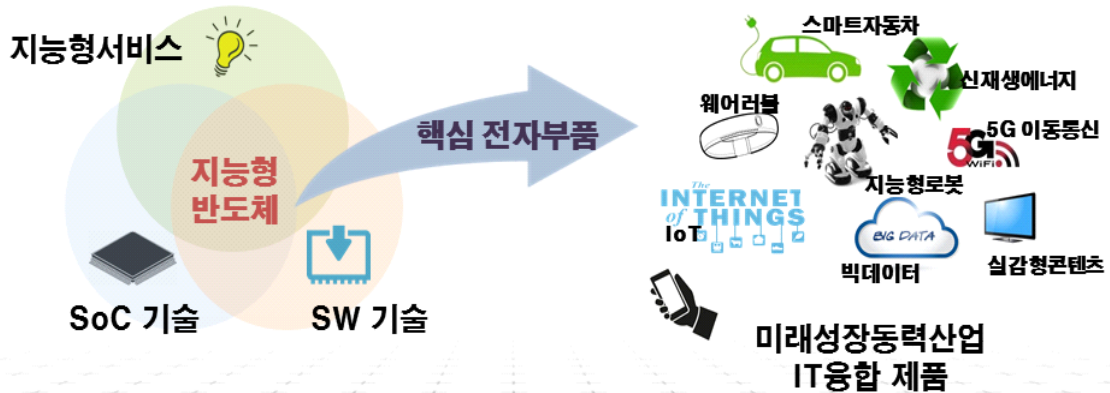 지능형서비스
지능형
반도체
SoC 기술
SW 기술
핵심 전자부품
스마트자동차
신재생에너지
웨어러블
5G 이동통신
5G
WiFi
지능형로봇
The
INTERNET
of THINGS
IoT
BIG DATA
빅데이터
실감형콘텐츠
미래성장동력산업
IT융합 제품